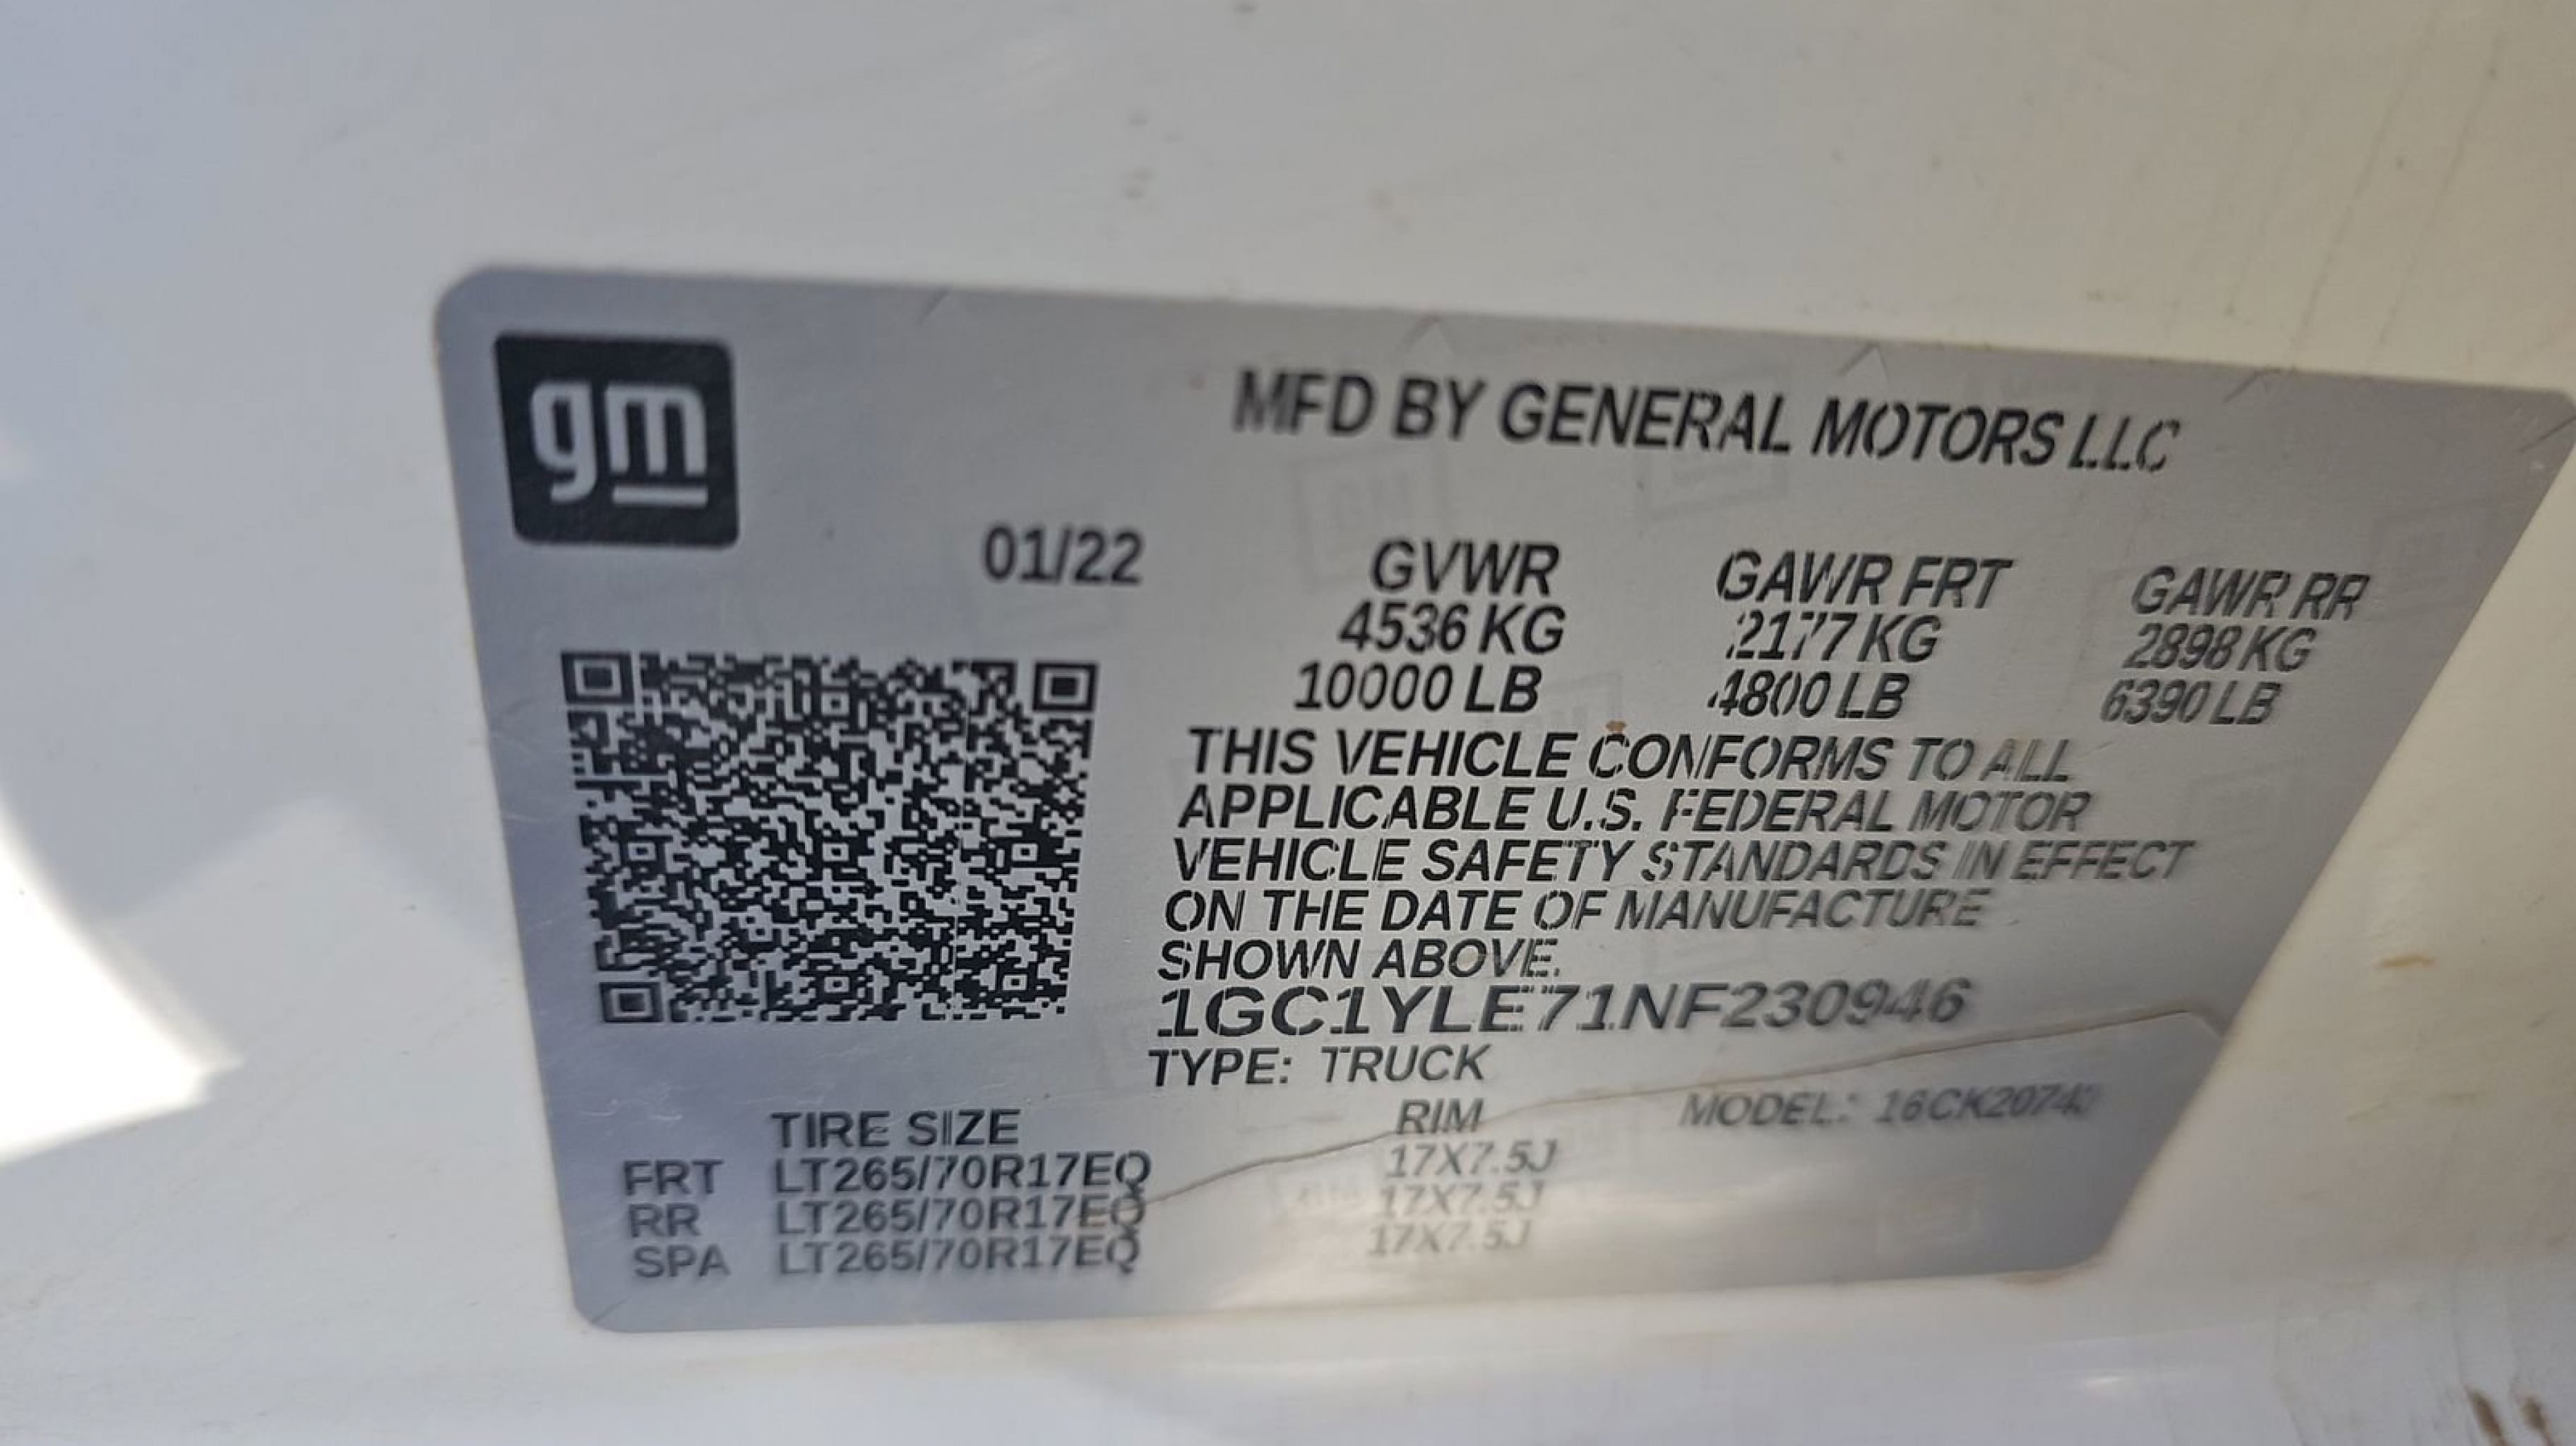 gm
MFD BY GENERAL MOTORS LLC
01/22 GVWR GAWR FRT GAWR RR
4536 KG 2177 KG 2898 KG
10000 LB 4800 LB 6390 LB
THIS VEHICLE CONFORMS TO ALL
APPLICABLE U.S. FEDERAL MOTOR
VEHICLE SAFETY STANDARDS IN EFFECT
ON THE DATE OF MANUFACTURE
SHOWN ABOVE.
1GC1YLE71NF230946
TYPE: TRUCK
TIRE SIZE RIM MODEL:
FRT LT265/70R17EQ 17X7.5J
RR LT265/70R17EQ 17X7.5J
SPA LT265/70R17EQ 17X7.5J